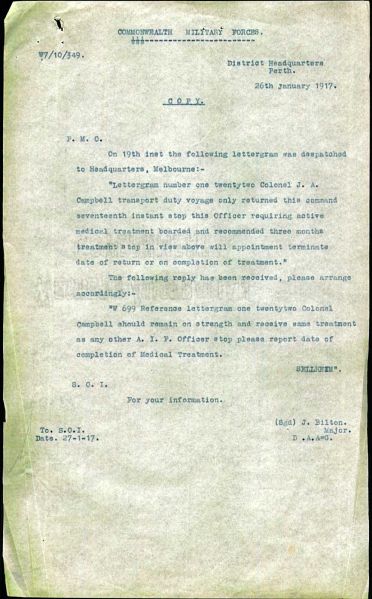 COMMONWEALTH MILITARY FORCES.
W7/10/349.
District Headquarters
Perth.
26th January 1917.
C O P Y.
P. M. O.
On 19th inst the following lettergram was despatched
to Headquarters, Melbourne:-
"Lettergram number one twentytwo Colonel J. A.
Campbell transport duty voyage only returned this command
seventeenth instant stop this Officer requiring active
medical treatment boarded and recommended three months
treatment stop in view above will appointment terminate
date of return or on completion of treatment."
The following reply has been received, please arrange
accordingly:-
"W 699 Reference lettergram one twentytwo Colonel
Campbell should remain on strength and receive same treatment
as any other A. I. F. Officer stop please report date of
completion of Medical Treatment.
SELLHEIM".
S. O. I.
For your information.
(Sgd) J. Bilton.
Major.
D .A.A&G.
To. S.O.I.
Date. 27-1-17.